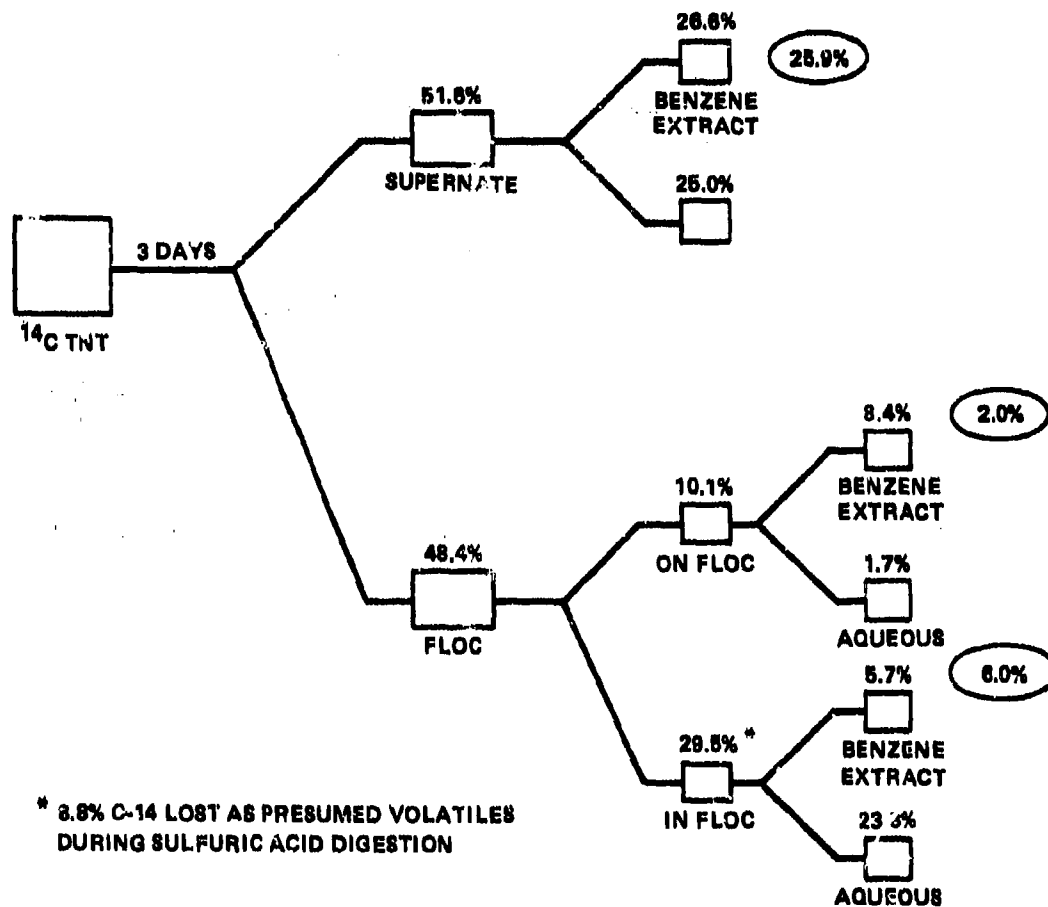 26.6%
25.9%
51.6%
BENZENE
EXTRACT
SUPERNATE
25.0%
3 DAYS
14C TNT
8.4%
2.0%
BENZENE
EXTRACT
10.1%
ON FLOC
48.4%
1.7%
FLOC
AQUEOUS
5.7%
6.0%
29.5% *
BENZENE
EXTRACT
IN FLOC
* 8.8% C-14 LOST AS PRESUMED VOLATILES
DURING SULFURIC ACID DIGESTION
AQUEOUS